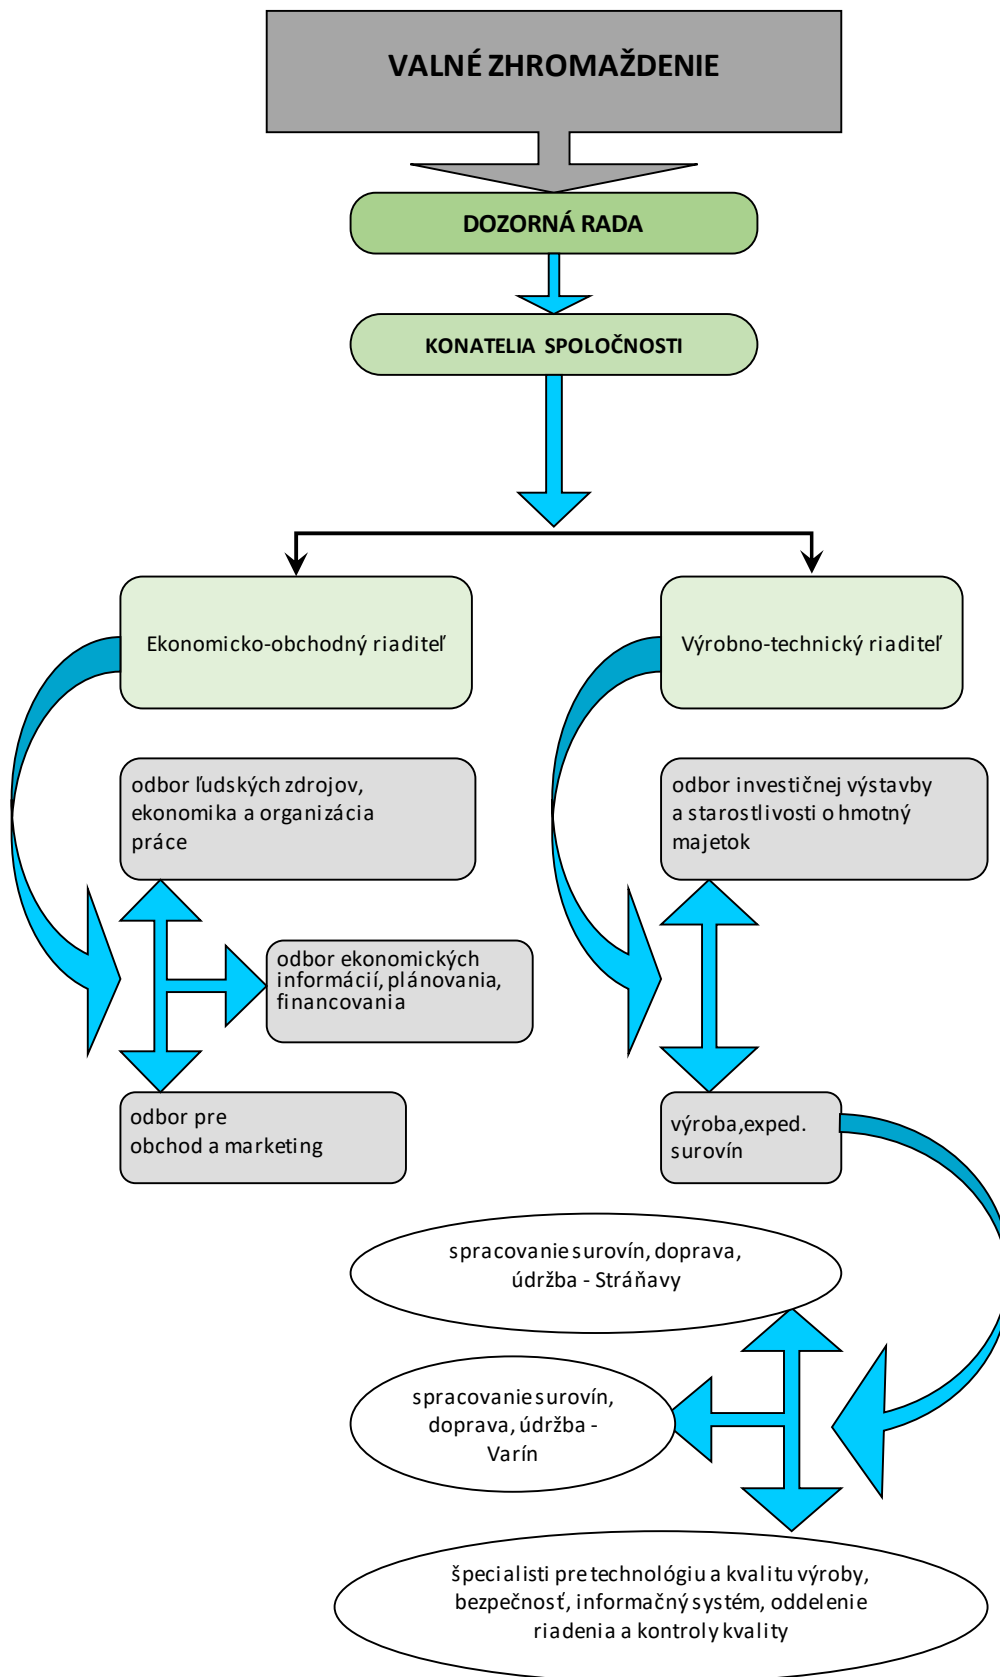 VALNÉ ZHROMAŽDENIE
DOZORNÁ RADA
KONATELIA SPOLOČNOSTI
Ekonomicko-obchodný riaditeľ
Výrobno-technický riaditeľ
odbor ľudských zdrojov,
ekonomika a organizácia
práce
odbor investičnej výstavby
a starostlivosti o hmotný
majetok
odbor ekonomických
informácií, plánovania,
financovania
odbor pre
obchod a marketing
výroba,exped.
surovín
spracovanie surovín, doprava,
údržba - Stráňavy
spracovanie surovín,
doprava, údržba -
Varín
špecialisti pre technológiu a kvalitu výroby,
bezpečnosť, informačný systém, oddelenie
riadenia a kontroly kvality